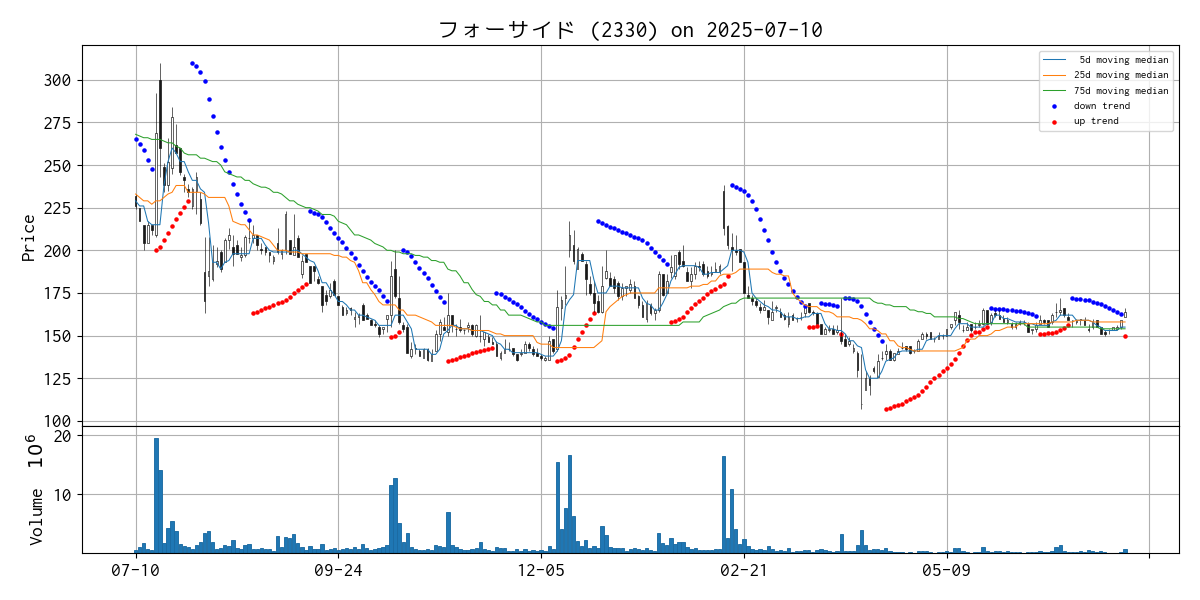 フォーサイド (2330) on 2025-07-10
5d moving median
25d moving median
75d moving median
down trend
up trend
Price
300
275
250
225
200
175
150
125
100
Volume 10^6
20
10
07-10
09-24
12-05
02-21
05-09